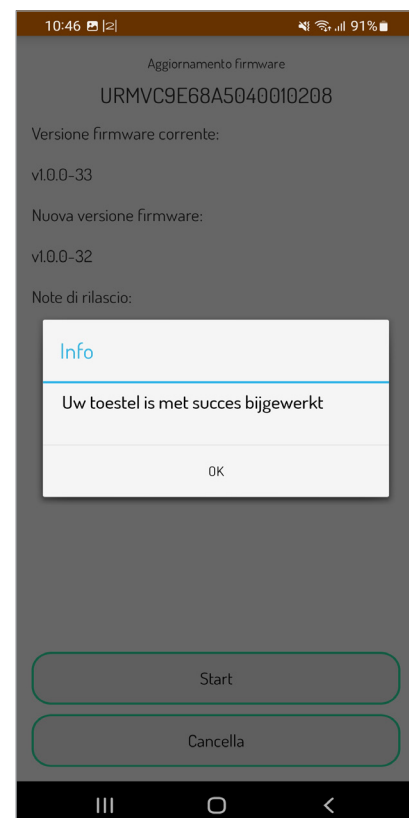 10:46 |2| 91%
Aggiornamento firmware
URMVC9E68A5040010208
Versione firmware corrente:
v1.0.0-33
Nuova versione firmware:
v1.0.0-32
Note di rilascio:
Info
Uw toestel is met succes bijgewerkt
OK
Start
Cancella